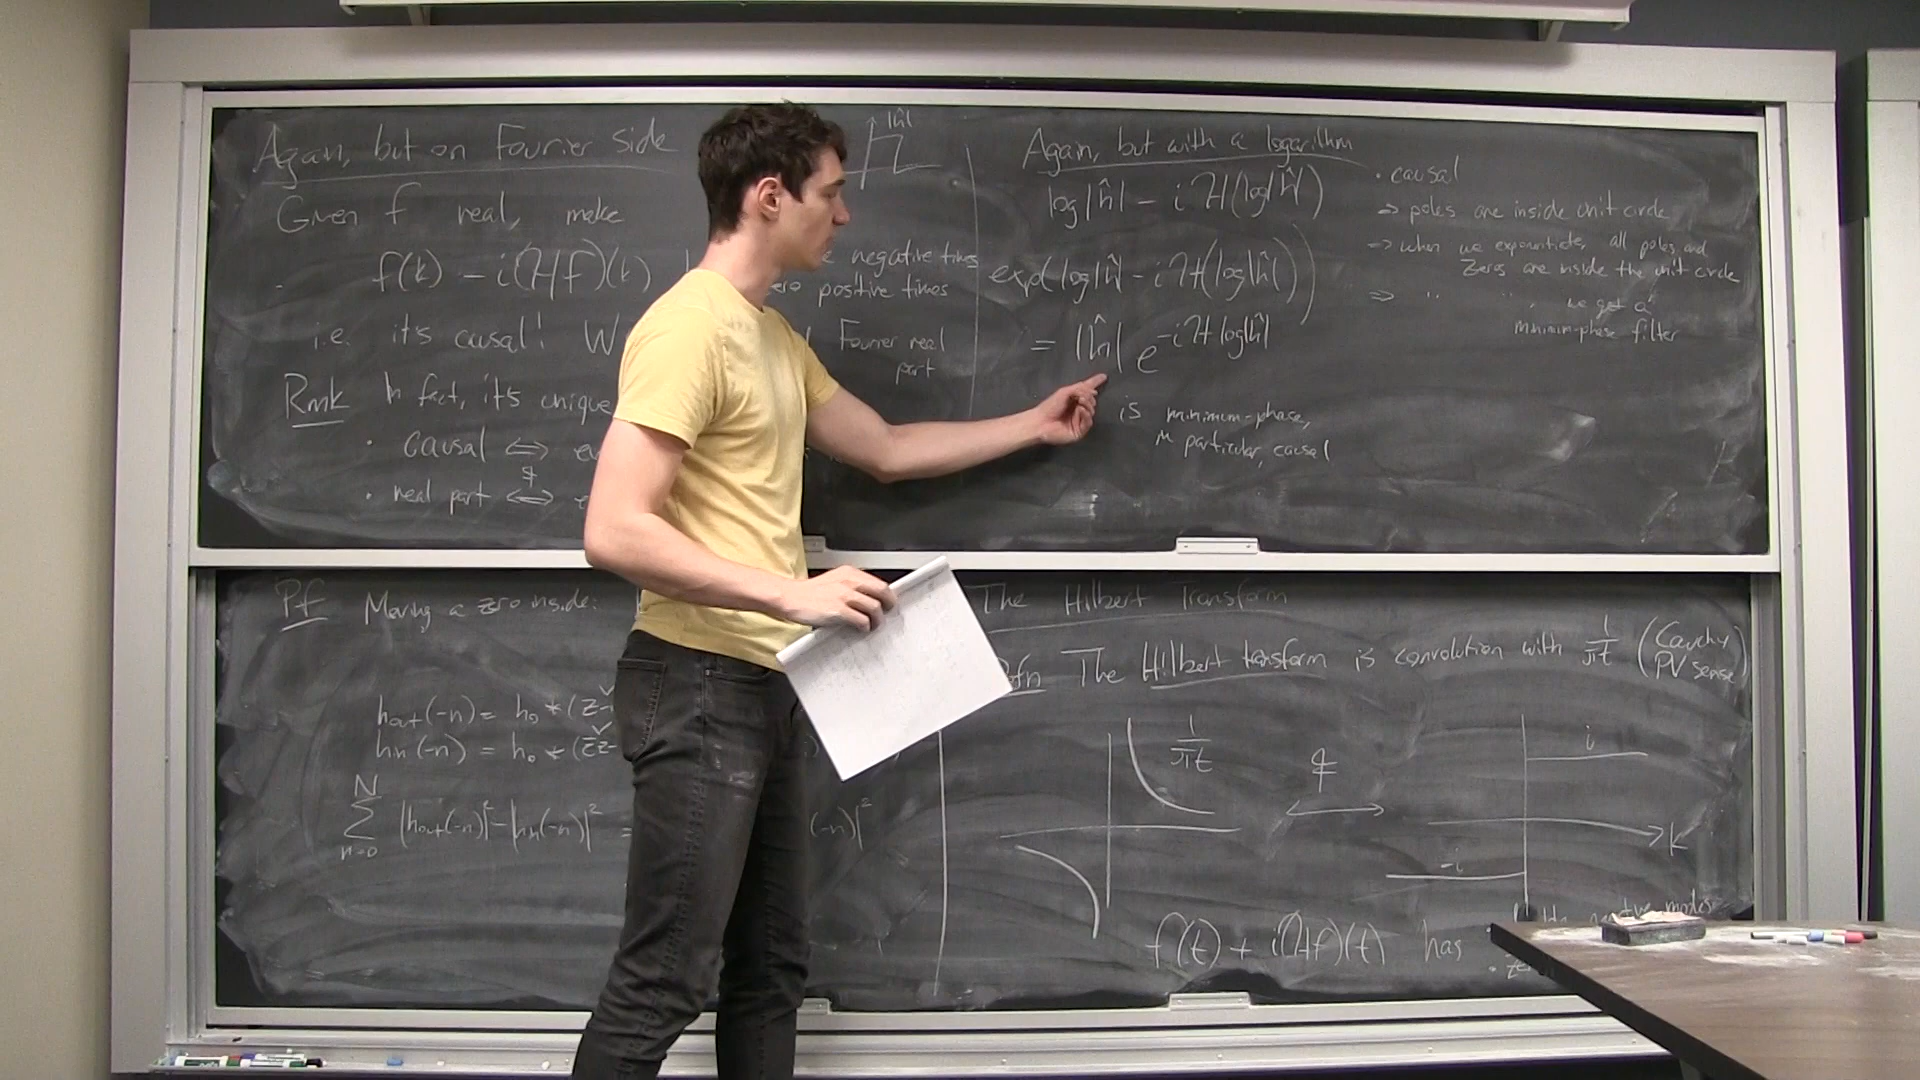 Again, but on Fourier side
|ĥ|
Given f real, make
f(k) - i(Hf)(k)
negative times
positive times
i.e. it's causal!
Fourier real
part
Rmk In fact, it's unique
• causal ⟺
• real part ⟺
Again, but with a logarithm
log|ĥ| - iH(log|ĥ|)
exp(log|ĥ| - iH(log|ĥ|))
= |ĥ| e^{-iH log|ĥ|}
is minimum-phase,
in particular, causal
• causal
⇒ poles are inside unit circle
⇒ when we exponentiate, all poles and
zeros are inside the unit circle
⇒ " " , we get a
minimum-phase filter
Pf Moving a zero inside:
h_out(-n) = h_0 * (z-
h_in(-n) = h_0 * (z̄z-
N
∑ |h_out(-n)|² - |h_in(-n)|² =
n=0
(-n)|²
The Hilbert Transform
Dfn The Hilbert transform is convolution with 1/πt (Cauchy
PV sense)
1/πt
F
i
-i
k
f(t) + i(Hf)(t) has
negative modes